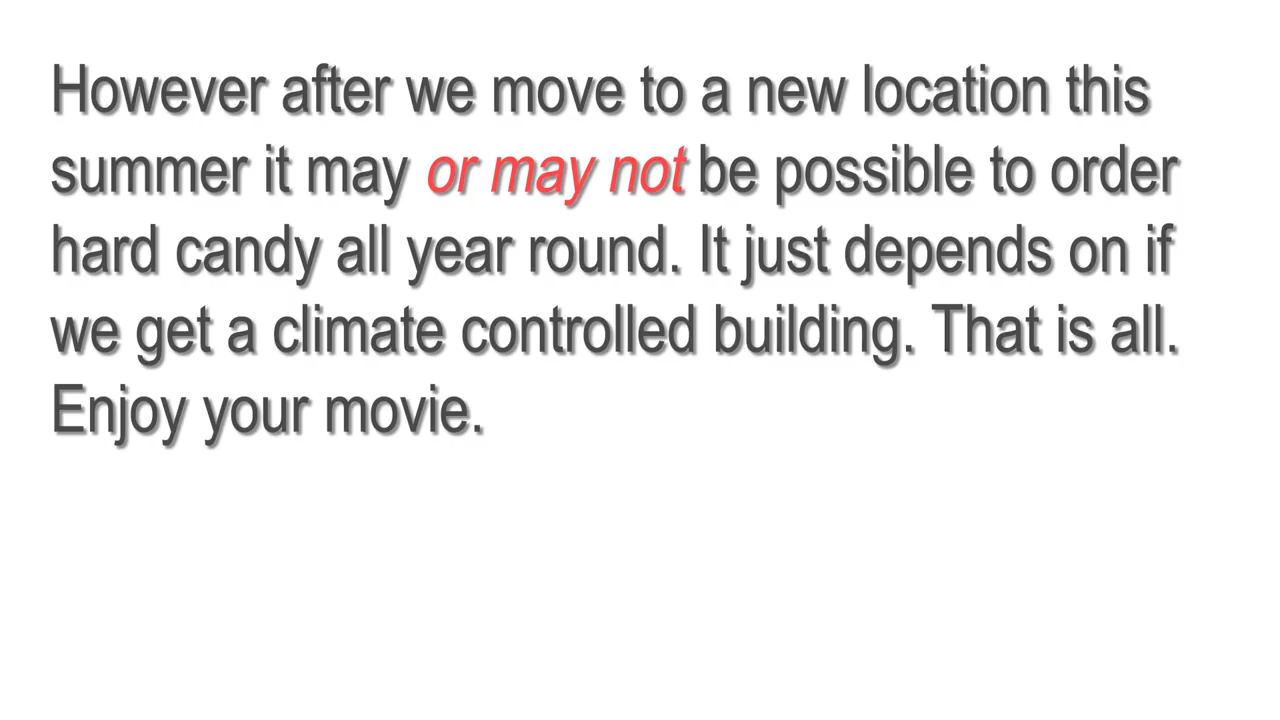 However after we move to a new location this
summer it may or may not be possible to order
hard candy all year round. It just depends on if
we get a climate controlled building. That is all.
Enjoy your movie.